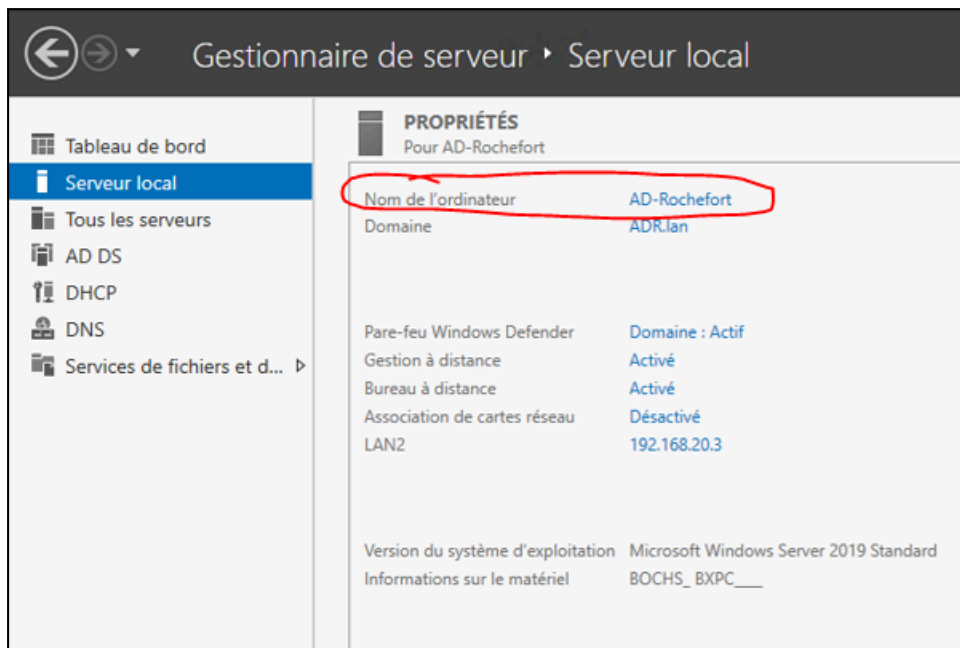 Gestionnaire de serveur ‣ Serveur local
Tableau de bord
Serveur local
Tous les serveurs
AD DS
DHCP
DNS
Services de fichiers et d...
PROPRIÉTÉS
Pour AD-Rochefort
Nom de l'ordinateur AD-Rochefort
Domaine ADR.lan
Pare-feu Windows Defender Domaine : Actif
Gestion à distance Activé
Bureau à distance Activé
Association de cartes réseau Désactivé
LAN2 192.168.20.3
Version du système d'exploitation Microsoft Windows Server 2019 Standard
Informations sur le matériel BOCHS_ BXPC____